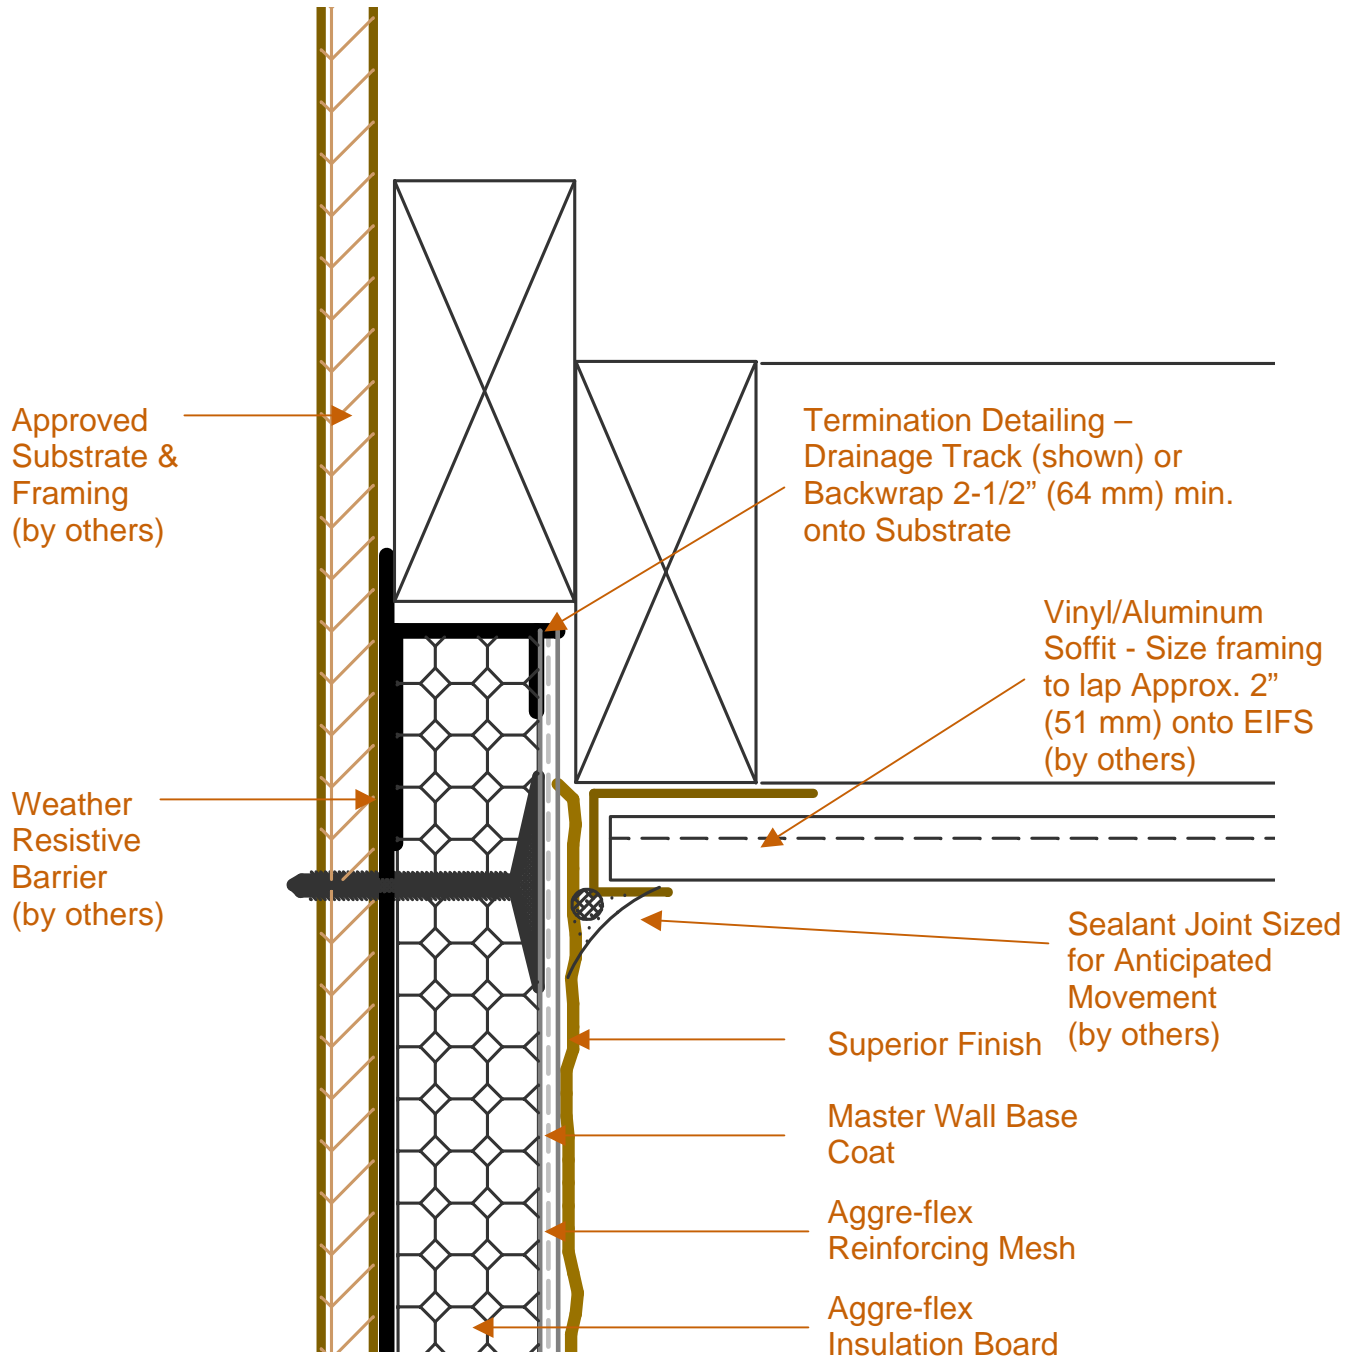 Approved
Substrate &
Framing
(by others)
Weather
Resistive
Barrier
(by others)
Termination Detailing –
Drainage Track (shown) or
Backwrap 2-1/2” (64 mm) min.
onto Substrate
Vinyl/Aluminum
Soffit - Size framing
to lap Approx. 2”
(51 mm) onto EIFS
(by others)
Sealant Joint Sized
for Anticipated
Movement
(by others)
Superior Finish
Master Wall Base
Coat
Aggre-flex
Reinforcing Mesh
Aggre-flex
Insulation Board